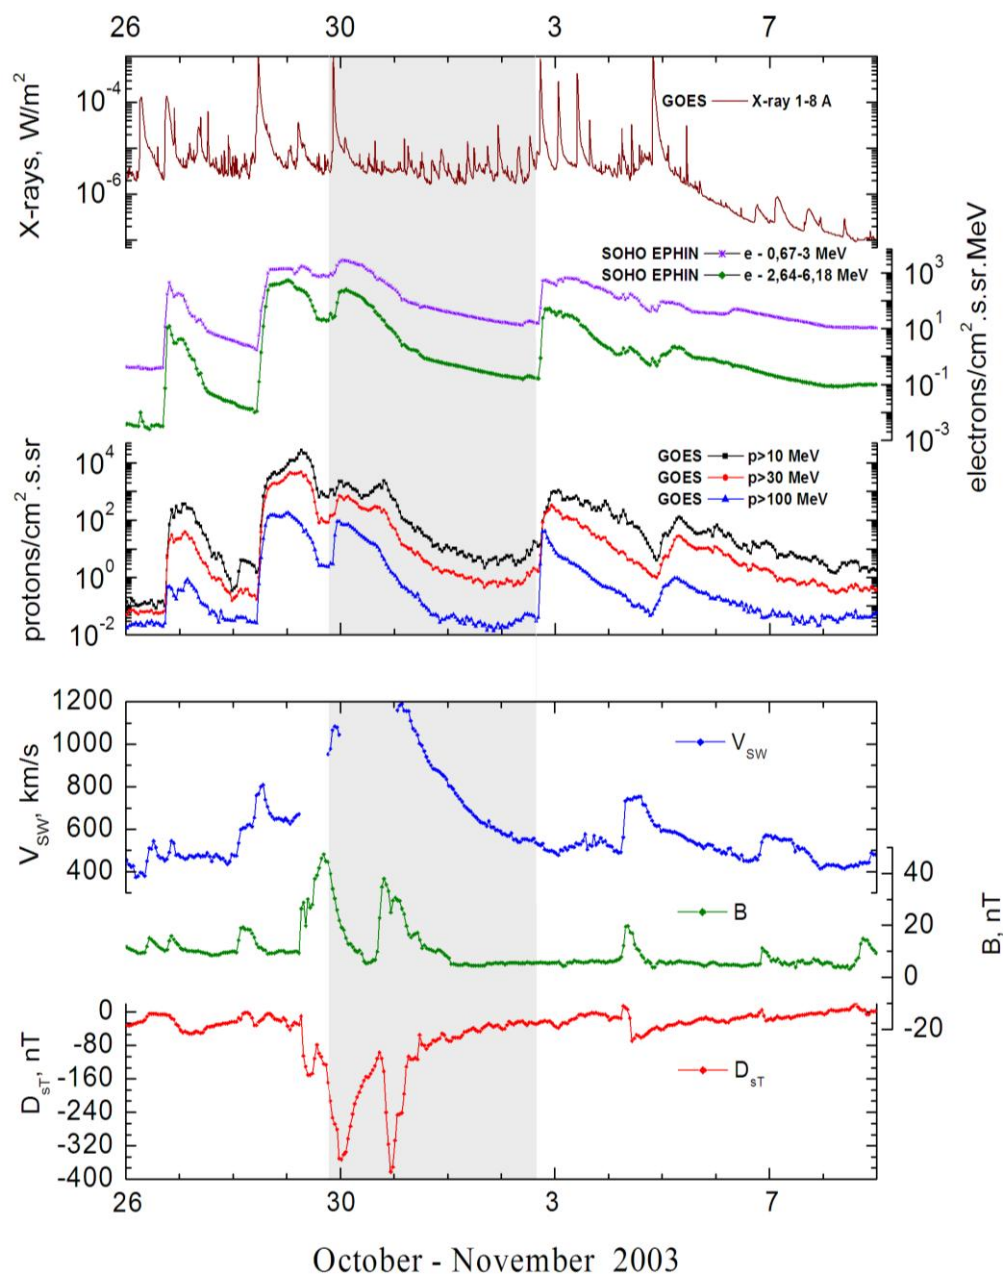 26 30 3 7
X-rays, W/m2
10-4
10-6
GOES X-ray 1-8 A
SOHO EPHIN e - 0,67-3 MeV
SOHO EPHIN e - 2,64-6,18 MeV
103
101
10-1
10-3
electrons/cm2.s.sr.MeV
protons/cm2.s.sr
104
102
100
10-2
GOES p>10 MeV
GOES p>30 MeV
GOES p>100 MeV
VSW, km/s
1200
1000
800
600
400
VSW
40
20
0
-20
B, nT
B
DsT, nT
0
-80
-160
-240
-320
-400
DsT
26 30 3 7
October - November 2003